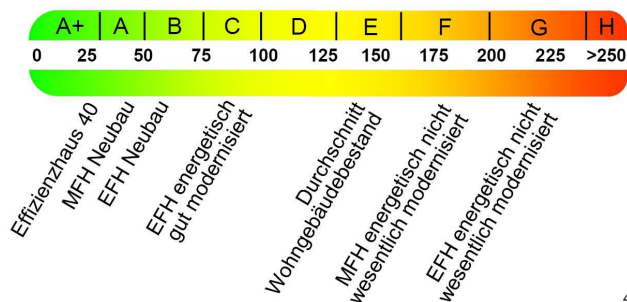 A+ A B C D E F G H
0 25 50 75 100 125 150 175 200 225 >250
Effizienzhaus 40
MFH Neubau
EFH Neubau
EFH energetisch
gut modernisiert
Durchschnitt
Wohngebäudebestand
MFH energetisch nicht
wesentlich modernisiert
EFH energetisch nicht
wesentlich modernisiert
4